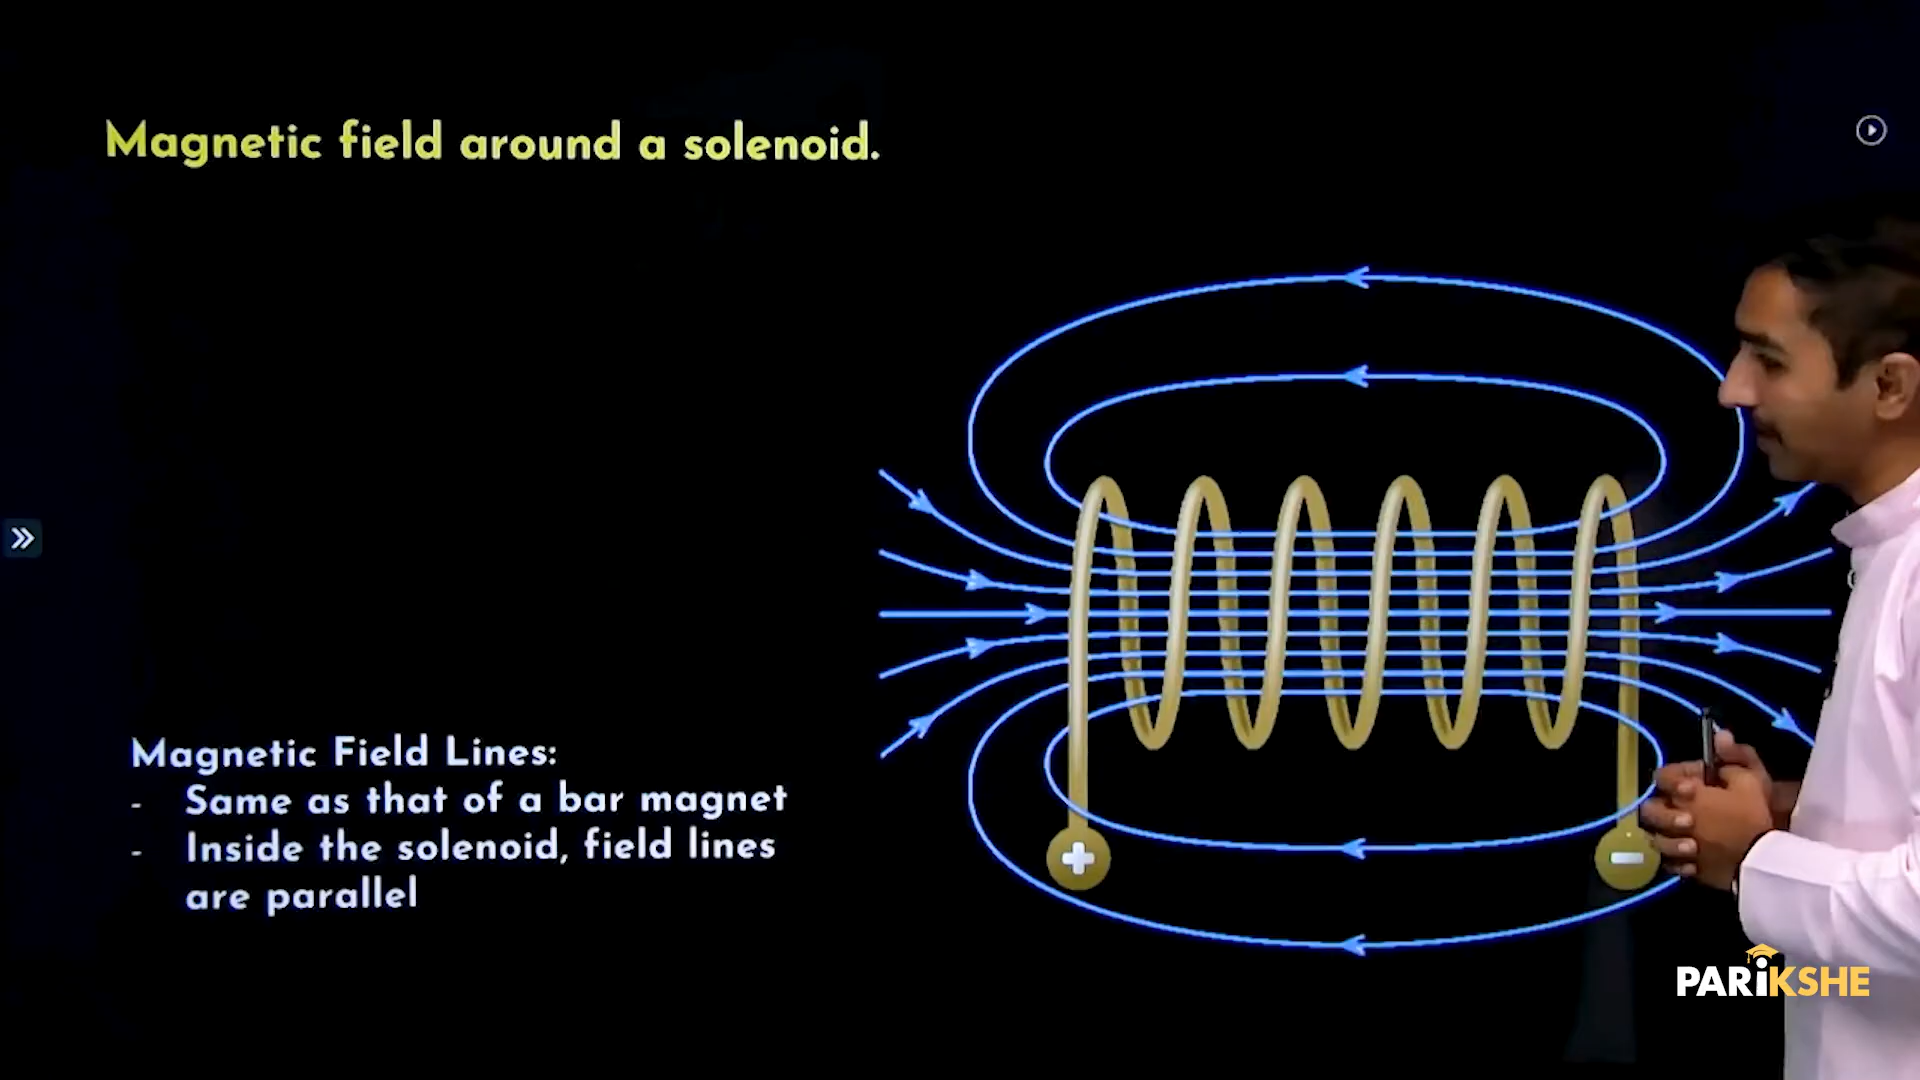 Magnetic field around a solenoid.
Magnetic Field Lines:
- Same as that of a bar magnet
- Inside the solenoid, field lines
are parallel
+ -
PARiKSHE